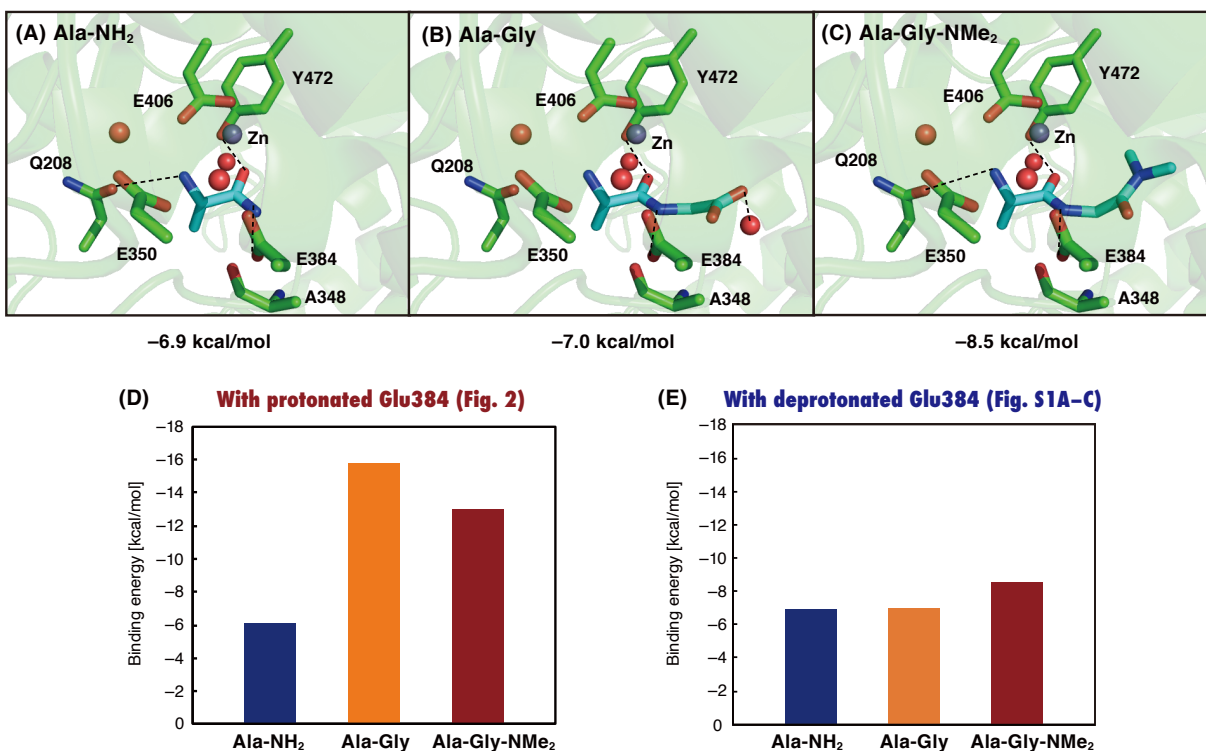 (A) Ala-NH₂
Y472
E406
Zn
Q208
E350
E384
A348
–6.9 kcal/mol
(B) Ala-Gly
Y472
E406
Zn
Q208
E350
E384
A348
–7.0 kcal/mol
(C) Ala-Gly-NMe₂
Y472
E406
Zn
Q208
E350
E384
A348
–8.5 kcal/mol
(D) With protonated Glu384 (Fig. 2)
Binding energy [kcal/mol]
–18
–16
–14
–12
–10
–8
–6
–4
–2
0
Ala-NH₂ Ala-Gly Ala-Gly-NMe₂
(E) With deprotonated Glu384 (Fig. S1A–C)
Binding energy [kcal/mol]
–18
–16
–14
–12
–10
–8
–6
–4
–2
0
Ala-NH₂ Ala-Gly Ala-Gly-NMe₂